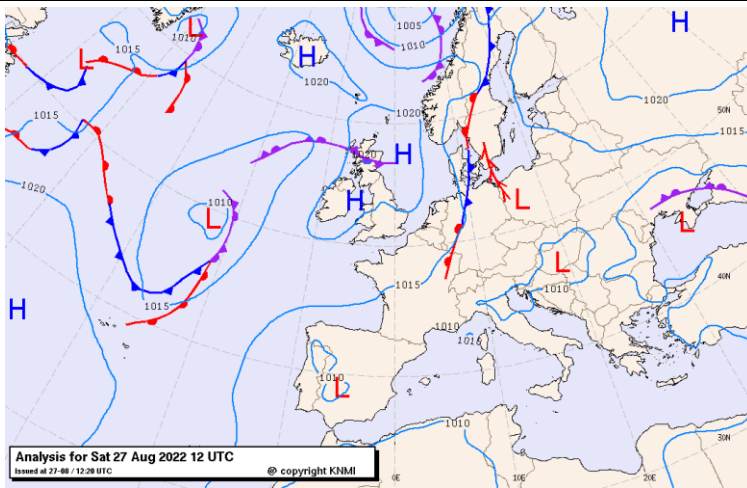 1015
1010
L
1005
1010
H
L
H
1020
1020
50N
1015
1020
1015
1020
H
1020
H
L
1010
L
L
L
40N
H
1015
1015
1010
1010
1015
1010
L
1010
30N
Analysis for Sat 27 Aug 2022 12 UTC
Issued at 27-08 / 12:20 UTC
@ copyright KNMI
0E
10E
20E